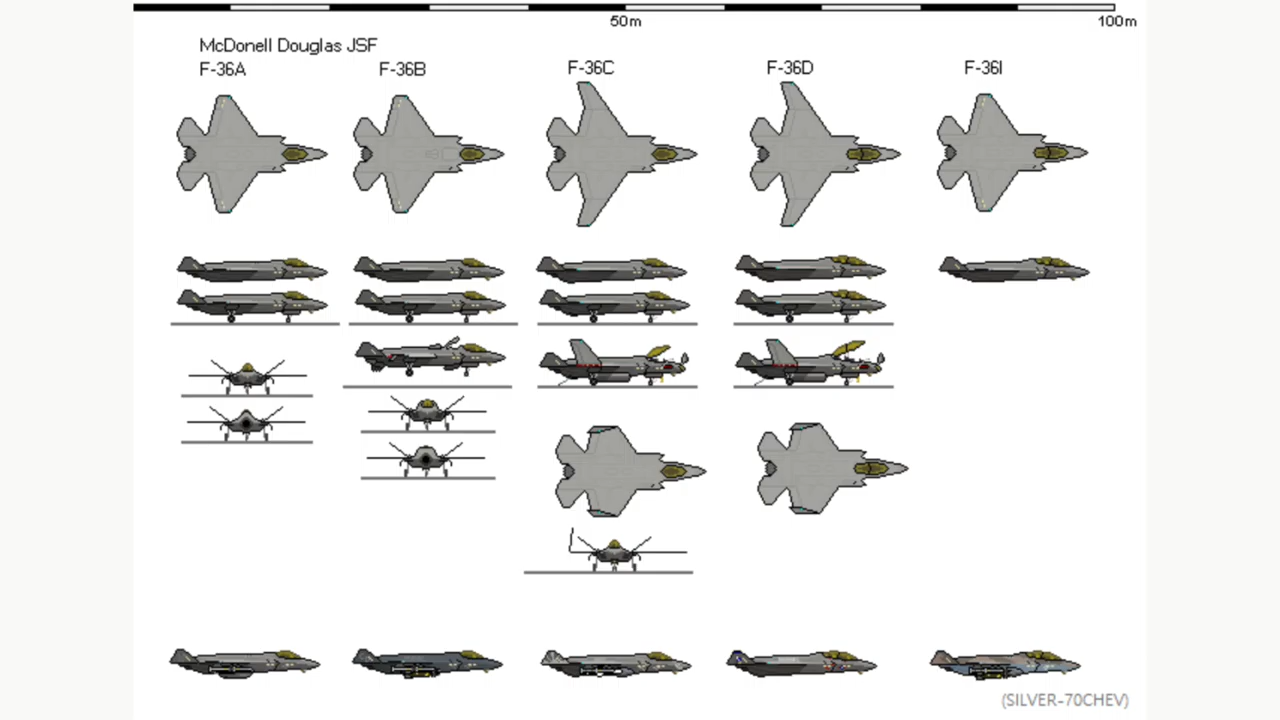 50m 100m
McDonell Douglas JSF
F-36A F-36B F-36C F-36D F-36I
(SILVER-70CHEV)